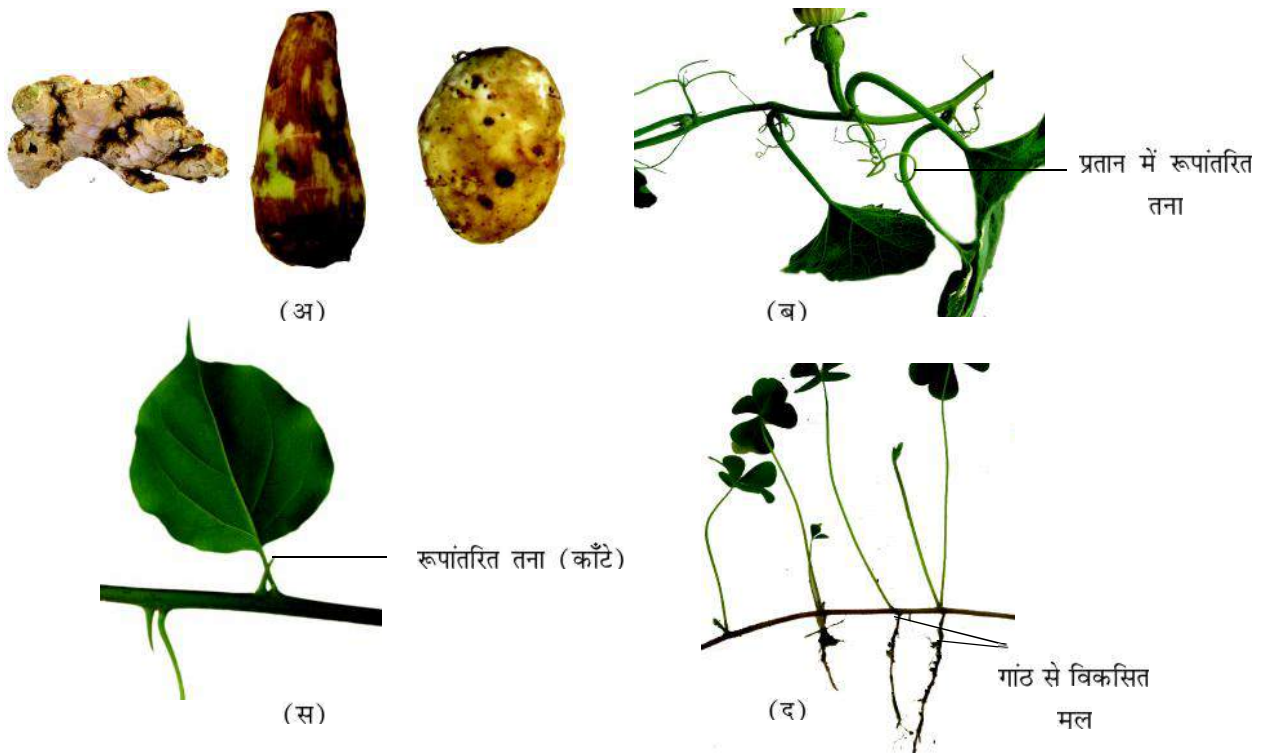 (अ)
(ब)
प्रतान में रूपांतरित
तना
रूपांतरित तना (काँटे)
(स)
(द)
गांठ से विकसित
मल